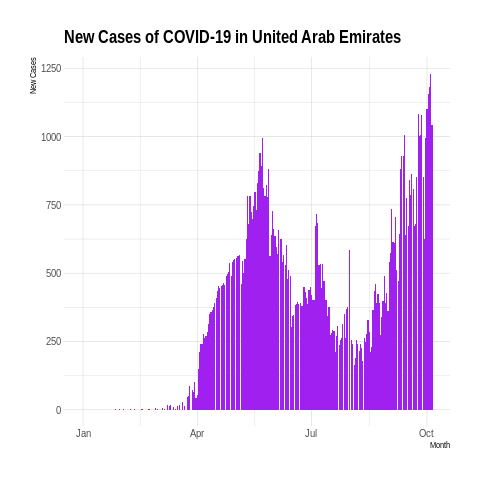 New Cases of COVID-19 in United Arab Emirates
New Cases
1250
1000
750
500
250
0
Jan Apr Jul Oct
Month